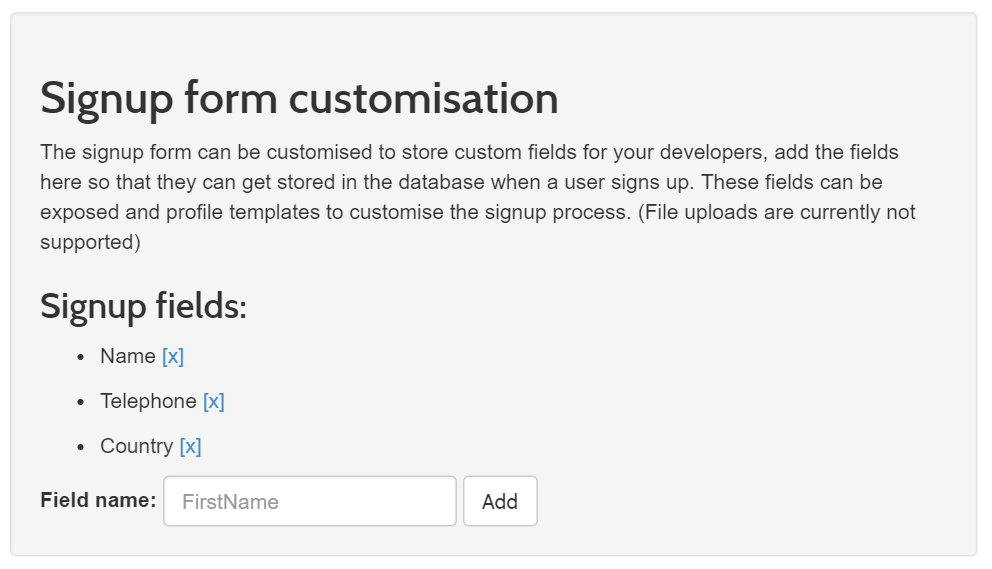 Signup form customisation
The signup form can be customised to store custom fields for your developers, add the fields
here so that they can get stored in the database when a user signs up. These fields can be
exposed and profile templates to customise the signup process. (File uploads are currently not
supported)
Signup fields:
• Name [x]
• Telephone [x]
• Country [x]
Field name: FirstName Add